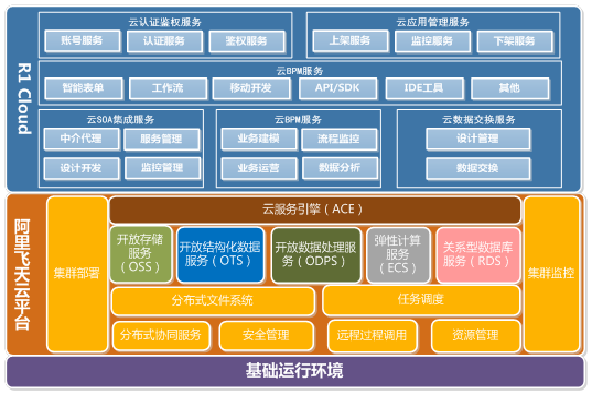 R1 Cloud
云认证鉴权服务
账号服务
认证服务
鉴权服务
云应用管理服务
上架服务
监控服务
下架服务
云BPM服务
智能表单
工作流
移动开发
API/SDK
IDE工具
其他
云SOA集成服务
中介代理
服务管理
设计开发
监控管理
云BPM服务
业务建模
流程监控
业务运营
数据分析
云数据交换服务
设计管理
数据交换
阿里飞天云平台
集群部署
云服务引擎（ACE）
开放存储
服务
（OSS）
开放结构化数据
服务（OTS）
开放数据处理服
务（ODPS）
弹性计算
服务
（ECS）
关系型数据库
服务（RDS）
分布式文件系统
任务调度
分布式协同服务
安全管理
远程过程调用
资源管理
集群监控
基础运行环境